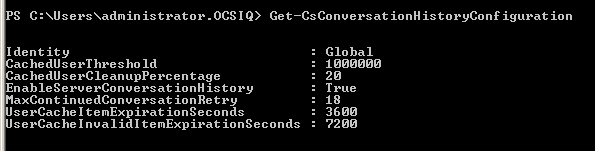 PS C:\Users\administrator.OCSIQ> Get-CsConversationHistoryConfiguration
Identity : Global
CachedUserThreshold : 1000000
CachedUserCleanupPercentage : 20
EnableServerConversationHistory : True
MaxContinuedConversationRetry : 18
UserCacheItemExpirationSeconds : 3600
UserCacheInvalidItemExpirationSeconds : 7200